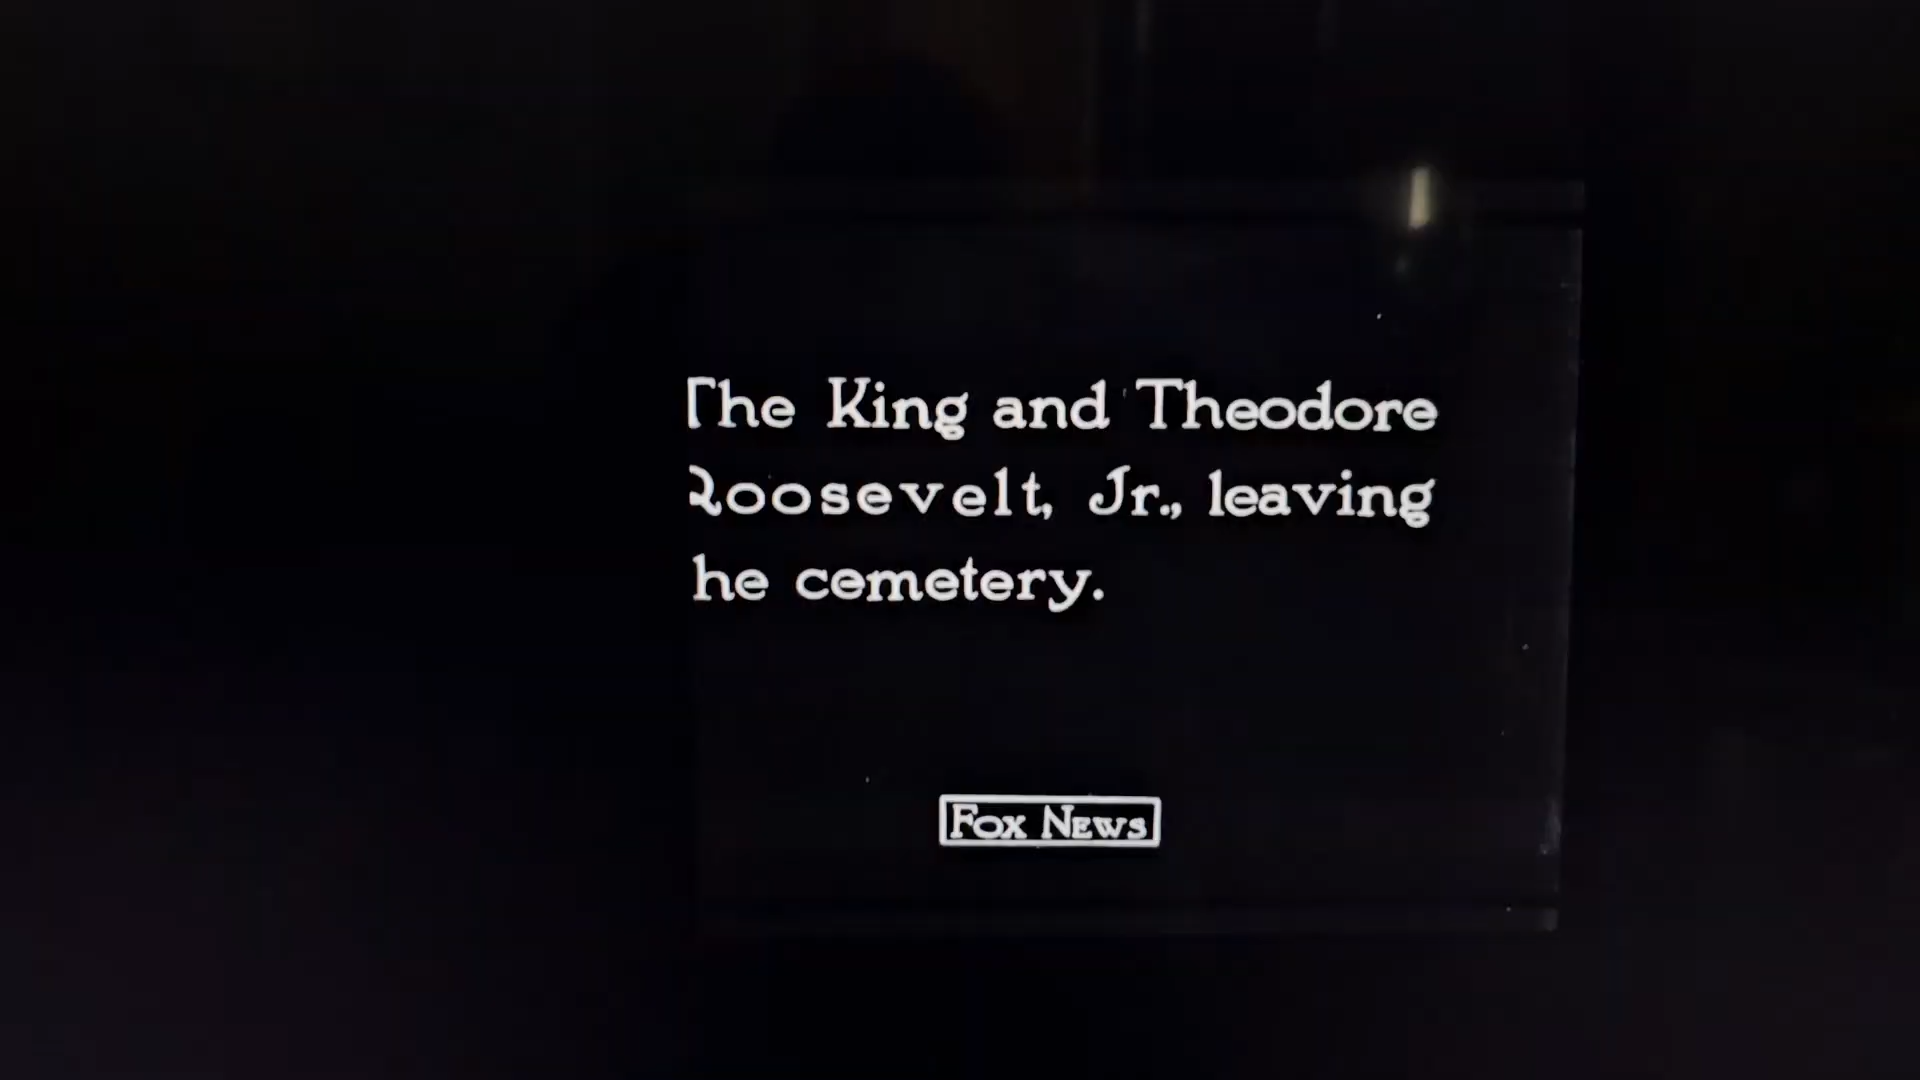 The King and Theodore
Roosevelt, Jr., leaving
he cemetery.
Fox News